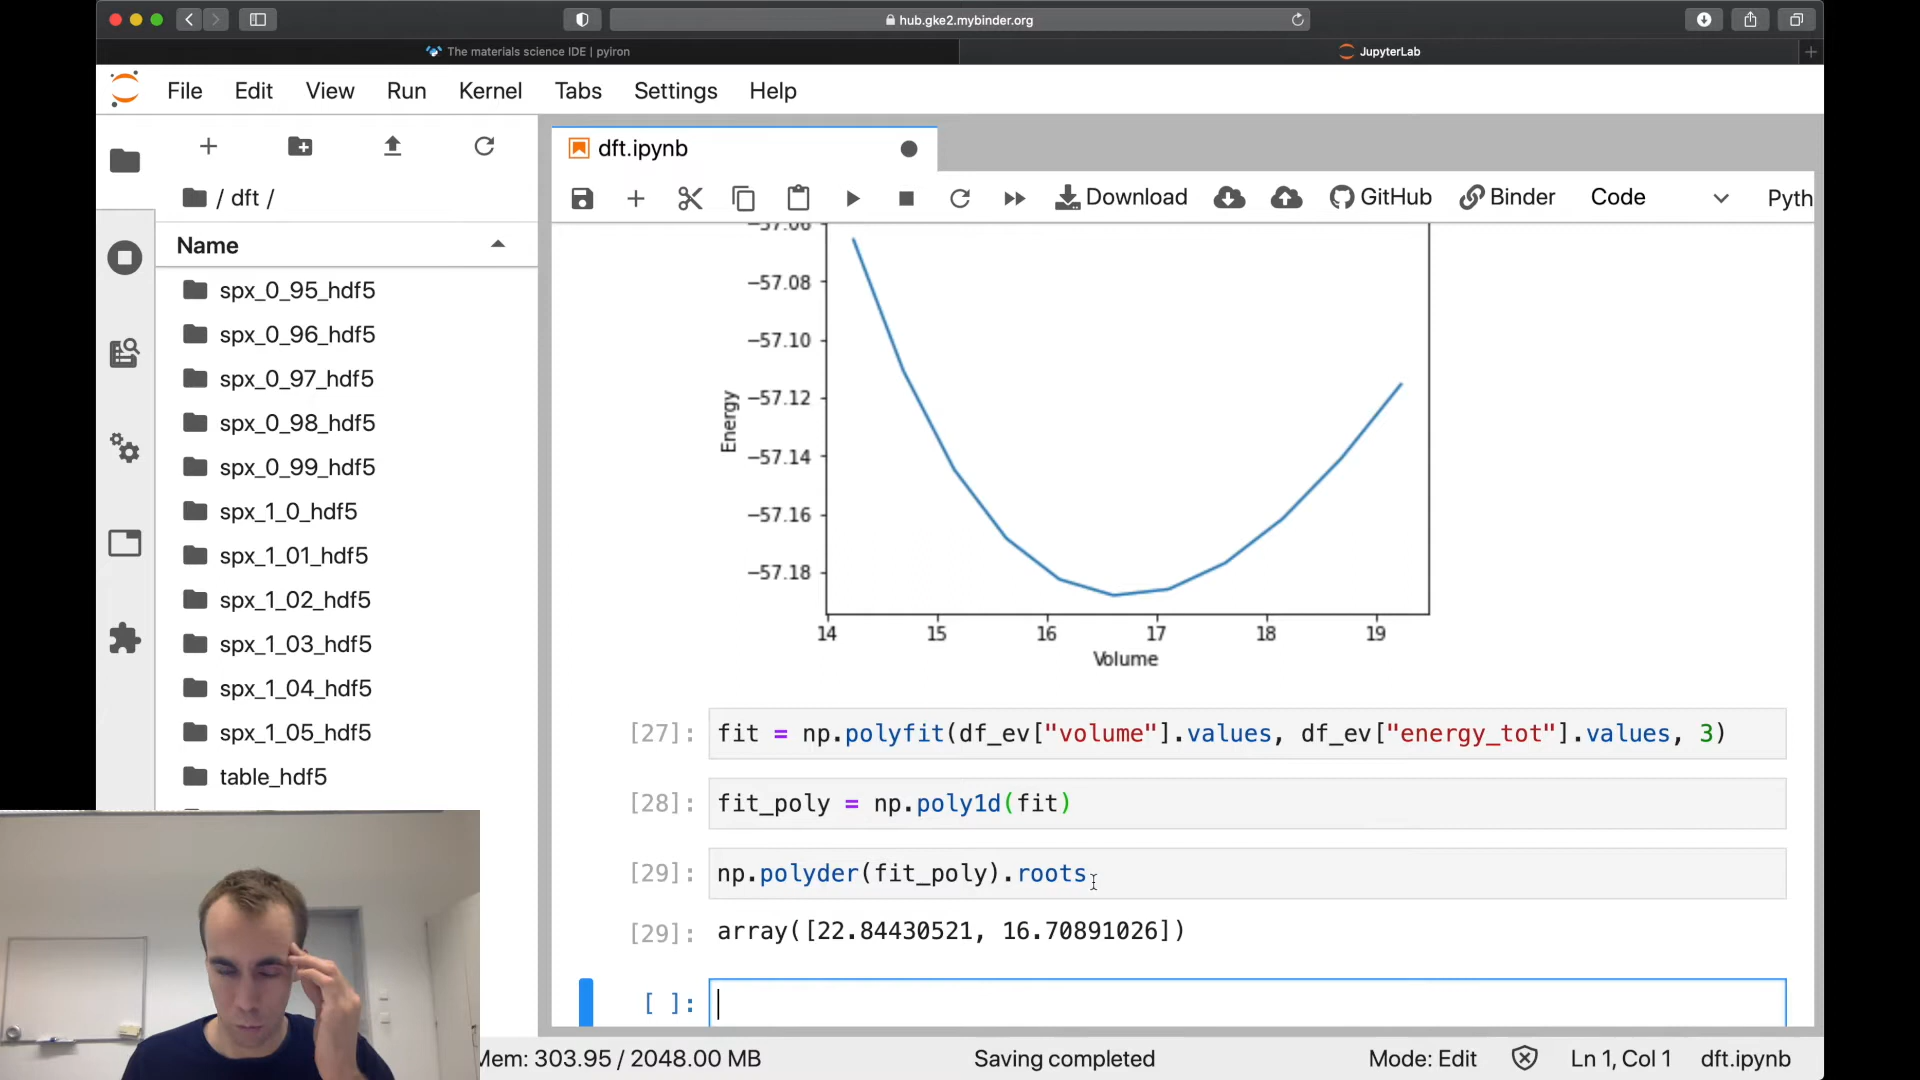 hub.gke2.mybinder.org
The materials science IDE | pyiron
JupyterLab
File Edit View Run Kernel Tabs Settings Help
dft.ipynb
/ dft /
Download GitHub Binder Code Pyth
Name
spx_0_95_hdf5
spx_0_96_hdf5
spx_0_97_hdf5
spx_0_98_hdf5
spx_0_99_hdf5
spx_1_0_hdf5
spx_1_01_hdf5
spx_1_02_hdf5
spx_1_03_hdf5
spx_1_04_hdf5
spx_1_05_hdf5
table_hdf5
−57.06
−57.08
−57.10
−57.12
−57.14
−57.16
−57.18
Energy
14 15 16 17 18 19
Volume
[27]: fit = np.polyfit(df_ev["volume"].values, df_ev["energy_tot"].values, 3)
[28]: fit_poly = np.poly1d(fit)
[29]: np.polyder(fit_poly).roots
[29]: array([22.84430521, 16.70891026])
[ ]:
Mem: 303.95 / 2048.00 MB Saving completed Mode: Edit Ln 1, Col 1 dft.ipynb